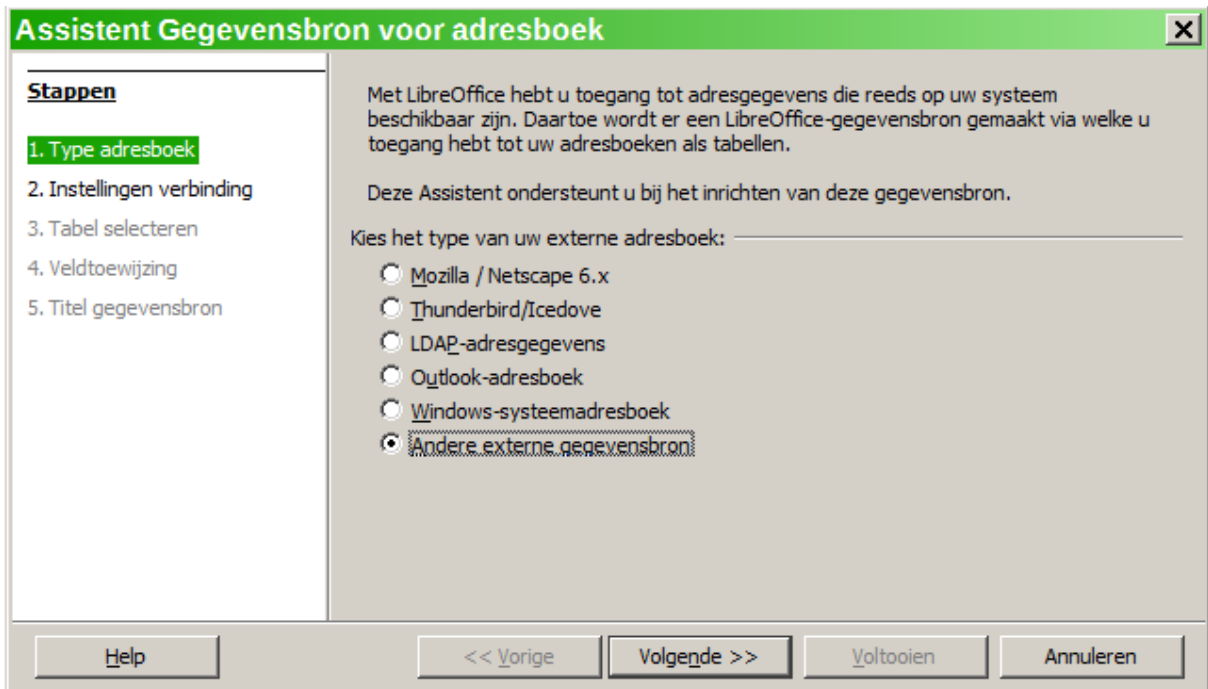 Assistent Gegevensbron voor adresboek
Stappen
1. Type adresboek
2. Instellingen verbinding
3. Tabel selecteren
4. Veldtoewijzing
5. Titel gegevensbron
Met LibreOffice hebt u toegang tot adresgegevens die reeds op uw systeem
beschikbaar zijn. Daartoe wordt er een LibreOffice-gegevensbron gemaakt via welke u
toegang hebt tot uw adresboeken als tabellen.
Deze Assistent ondersteunt u bij het inrichten van deze gegevensbron.
Kies het type van uw externe adresboek:
Mozilla / Netscape 6.x
Thunderbird/Icedove
LDAP-adresgegevens
Outlook-adresboek
Windows-systeemadresboek
Andere externe gegevensbron
Help
<< Vorige
Volgende >>
Voltooien
Annuleren